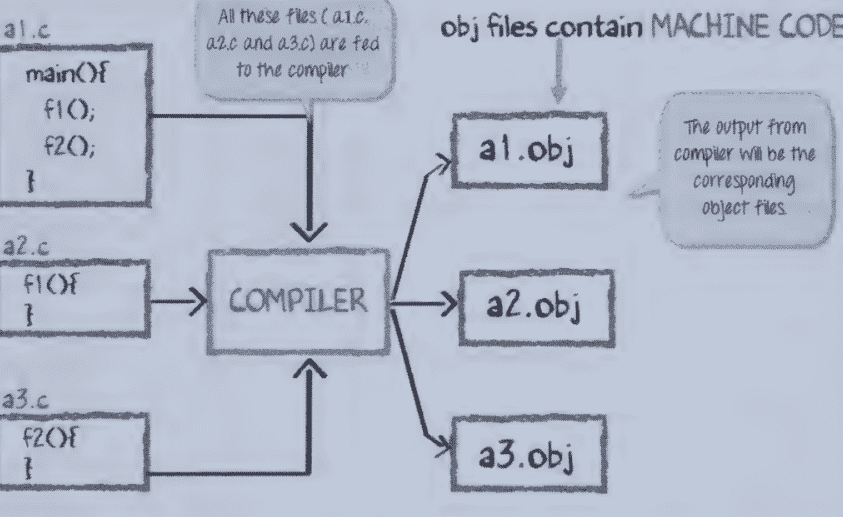 a1.c
main(){
f1();
f2();
}
All these files ( a1.c.
a2.c and a3.c) are fed
to the compiler
obj files contain MACHINE CODE
a1.obj
The output from
compiler will be the
corresponding
object files.
a2.c
f1(){
}
COMPILER
a2.obj
a3.c
f2(){
}
a3.obj